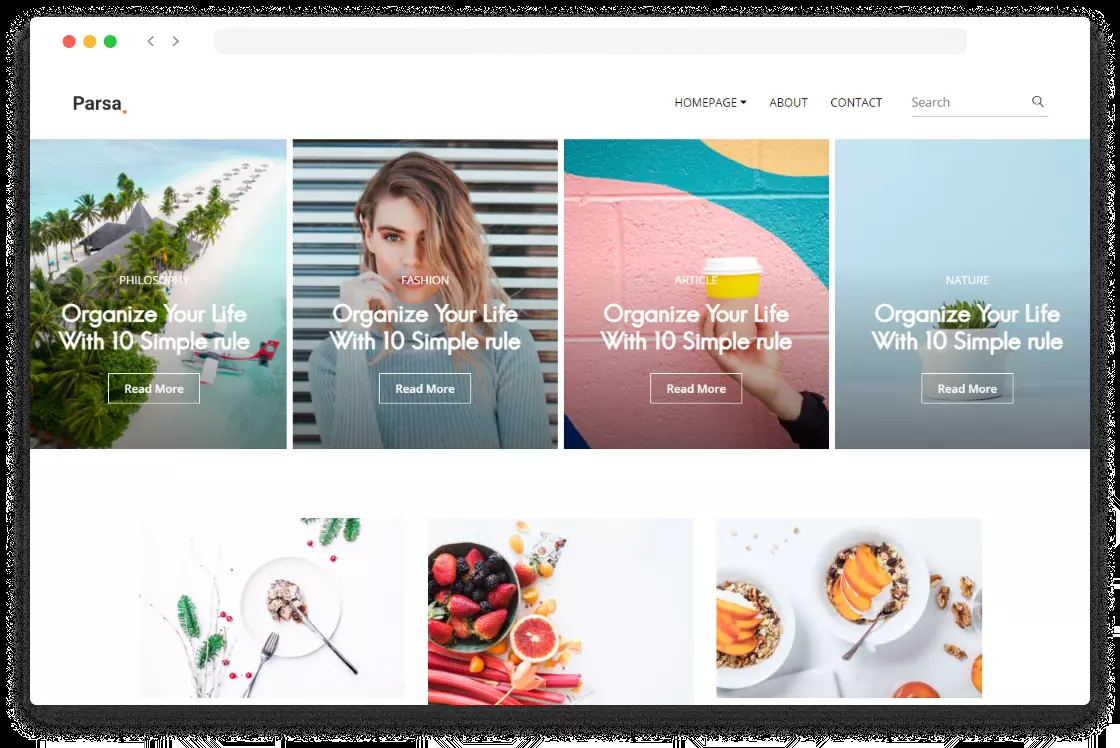 Parsa.
HOMEPAGE
ABOUT
CONTACT
Search
PHILOSOPHY
Organize Your Life
With 10 Simple rule
Read More
FASHION
Organize Your Life
With 10 Simple rule
Read More
ARTICLE
Organize Your Life
With 10 Simple rule
Read More
NATURE
Organize Your Life
With 10 Simple rule
Read More